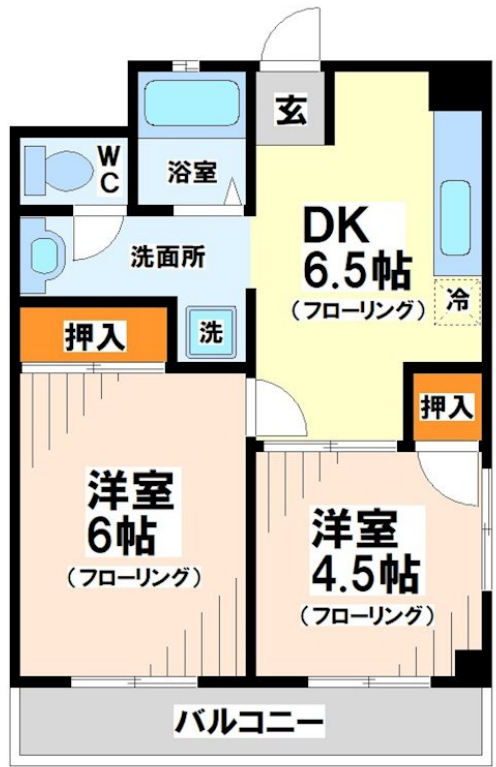 玄
WC
浴室
DK
6.5帖
(フローリング)
洗面所
冷
洗
押入
押入
洋室
6帖
(フローリング)
洋室
4.5帖
(フローリング)
バルコニー